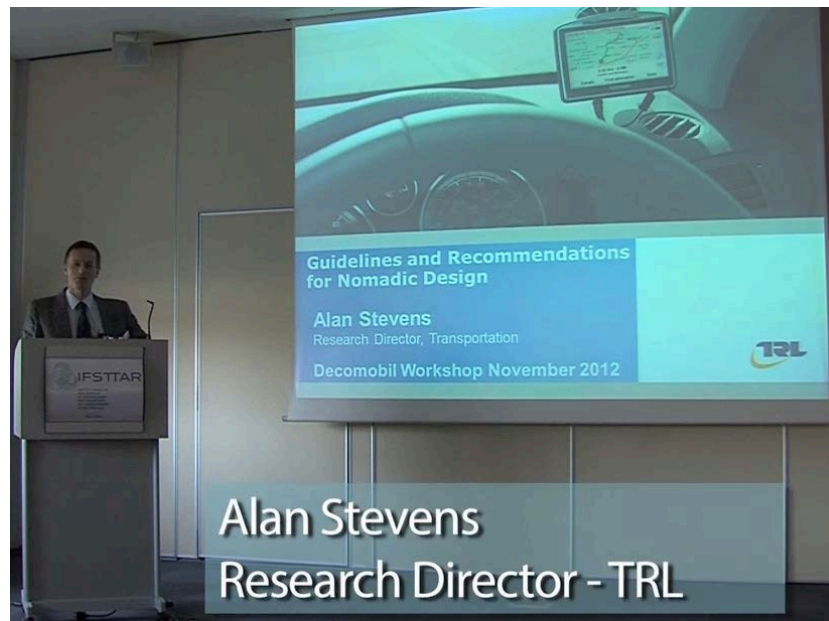 Guidelines and Recommendations
for Nomadic Design
Alan Stevens
Research Director, Transportation
Decomobil Workshop November 2012
TRL
IFSTTAR
Alan Stevens
Research Director - TRL